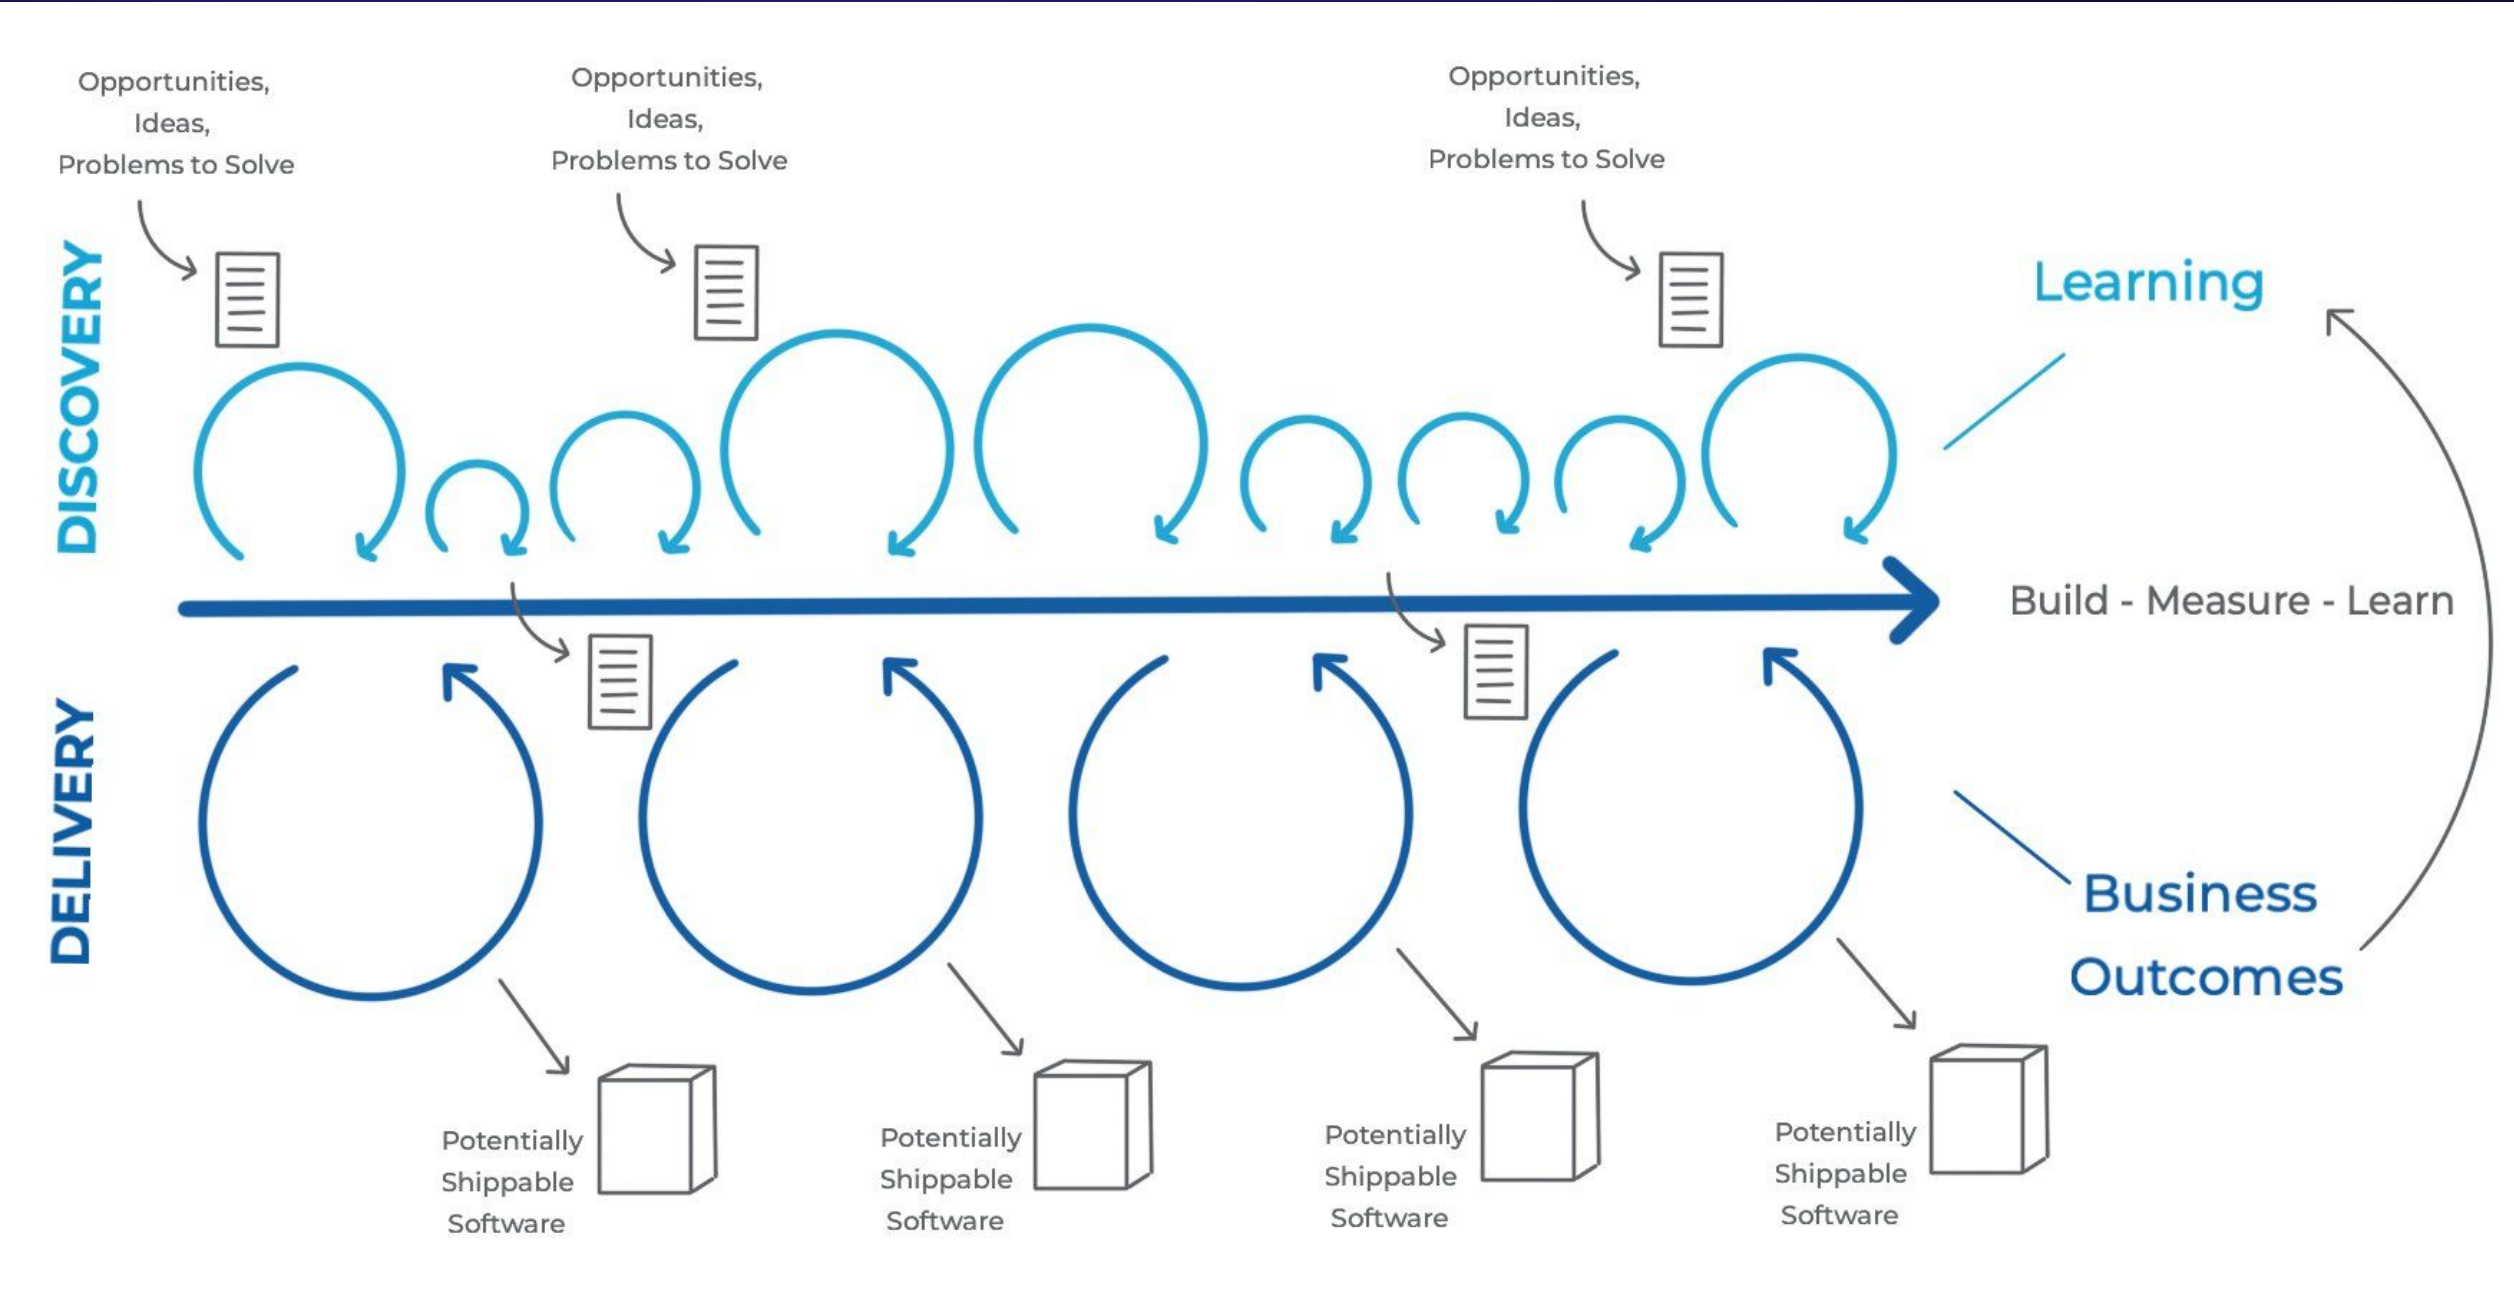 Opportunities,
Ideas,
Problems to Solve
Opportunities,
Ideas,
Problems to Solve
Opportunities,
Ideas,
Problems to Solve
DISCOVERY
Learning
Build - Measure - Learn
DELIVERY
Business
Outcomes
Potentially
Shippable
Software
Potentially
Shippable
Software
Potentially
Shippable
Software
Potentially
Shippable
Software